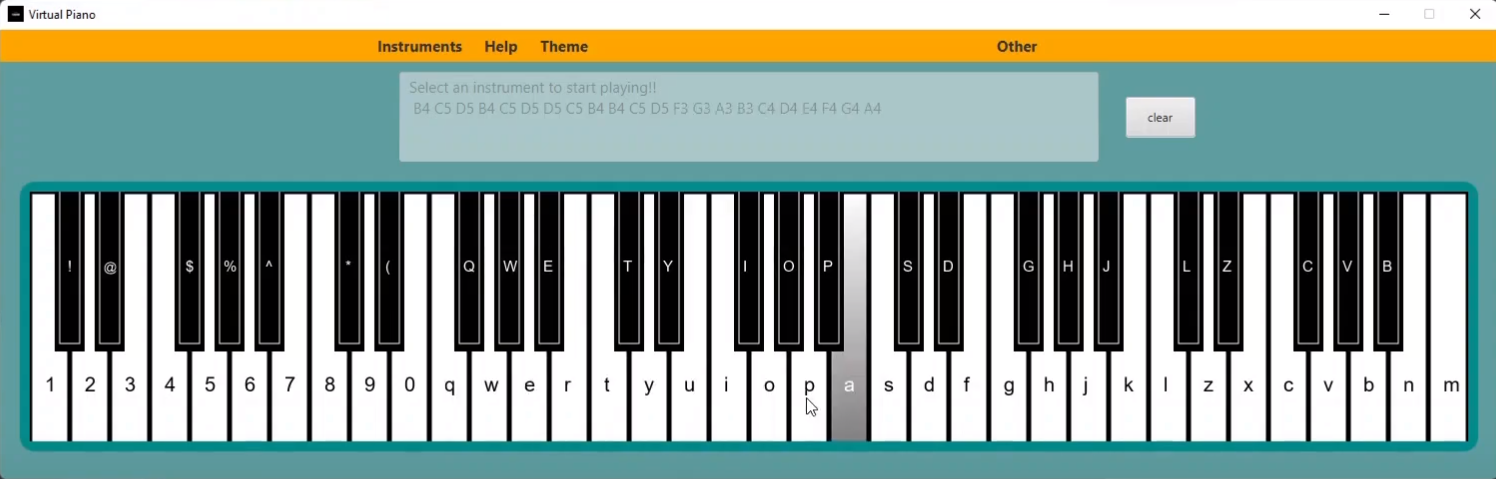 Virtual Piano
Instruments Help Theme Other
Select an instrument to start playing!!
B4 C5 D5 B4 C5 D5 D5 C5 B4 B4 C5 D5 F3 G3 A3 B3 C4 D4 E4 F4 G4 A4
clear
! @ $ % ^ * ( Q W E T Y I O P S D G H J L Z C V B
1 2 3 4 5 6 7 8 9 0 q w e r t y u i o p a s d f g h j k l z x c v b n m